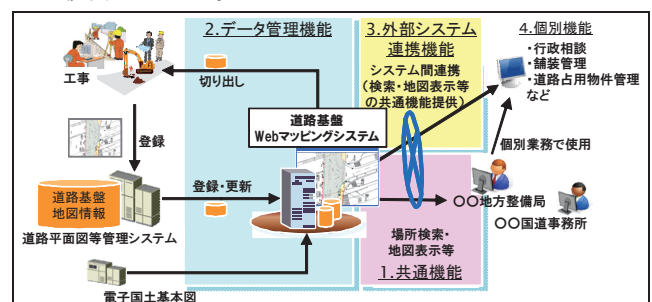 2.データ管理機能
3.外部システム
連携機能
4.個別機能
・行政相談
・舗装管理
・道路占用物件管理
など
システム間連携
(検索・地図表示等
の共通機能提供)
工事
切り出し
道路基盤
Webマッピングシステム
登録
個別業務で使用
道路基盤
地図情報
登録・更新
〇〇地方整備局
〇〇国道事務所
道路平面図等管理システム
場所検索・
地図表示等
1.共通機能
電子国土基本図